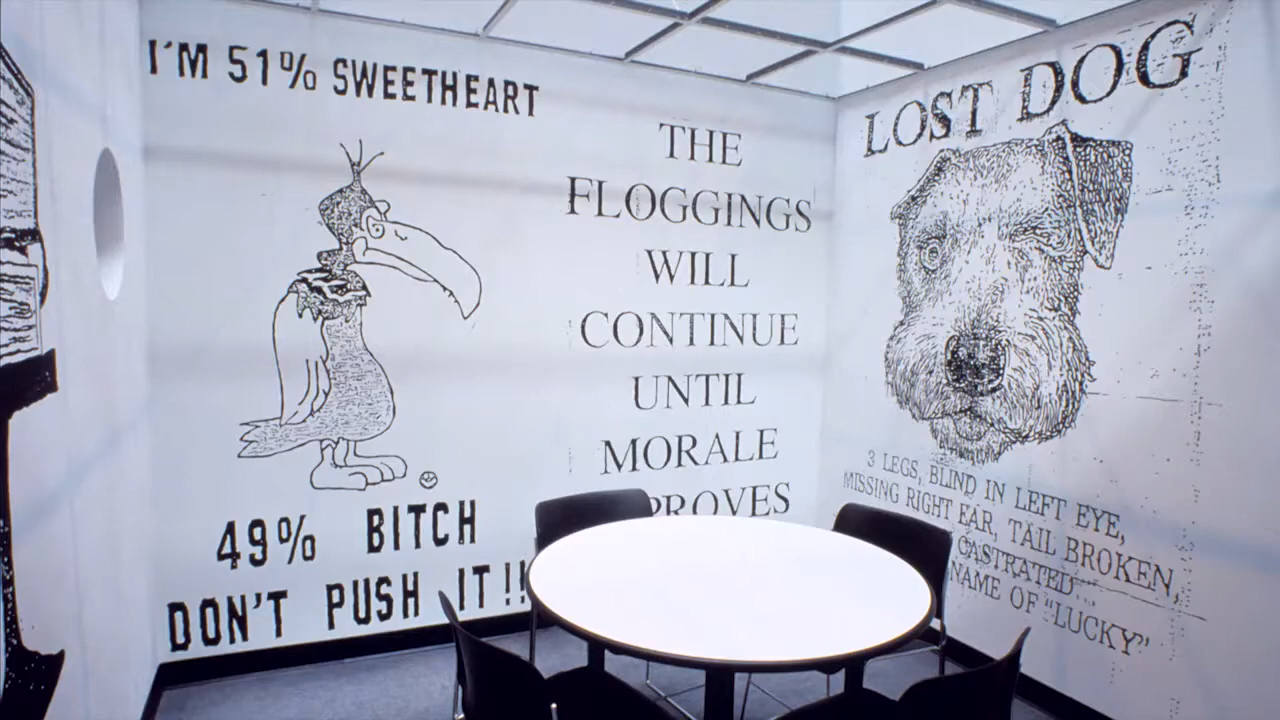 I'M 51% SWEETHEART
49% BITCH
DON'T PUSH IT!!
THE
FLOGGINGS
WILL
CONTINUE
UNTIL
MORALE
LOST DOG
3 LEGS, BLIND IN LEFT EYE,
MISSING RIGHT EAR, TAIL BROKEN,
CASTRATED...
NAME OF "LUCKY"